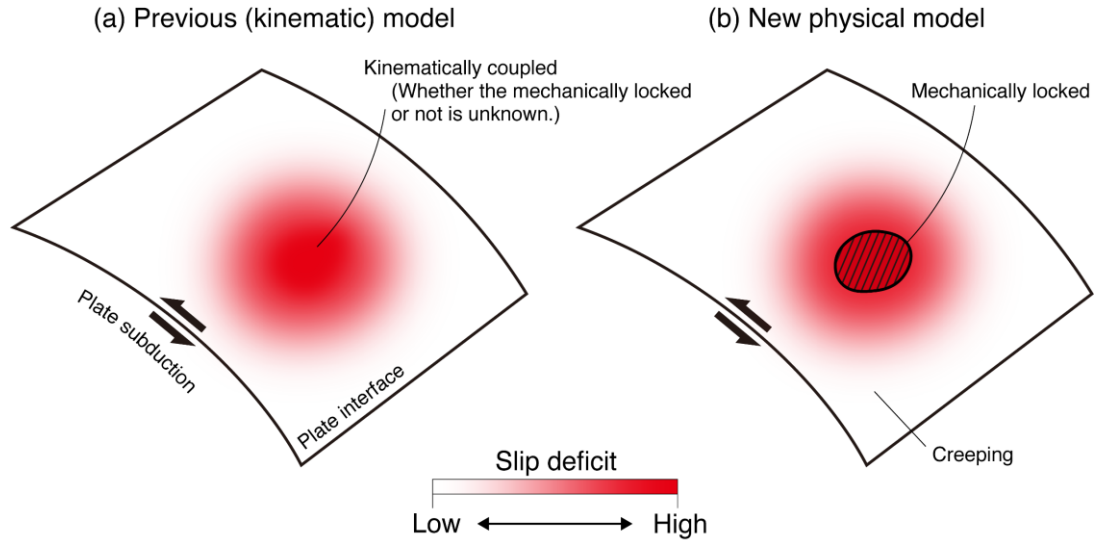 (a) Previous (kinematic) model
Kinematically coupled
(Whether the mechanically locked
or not is unknown.)
Plate subduction
Plate interface
(b) New physical model
Mechanically locked
Creeping
Slip deficit
Low
High